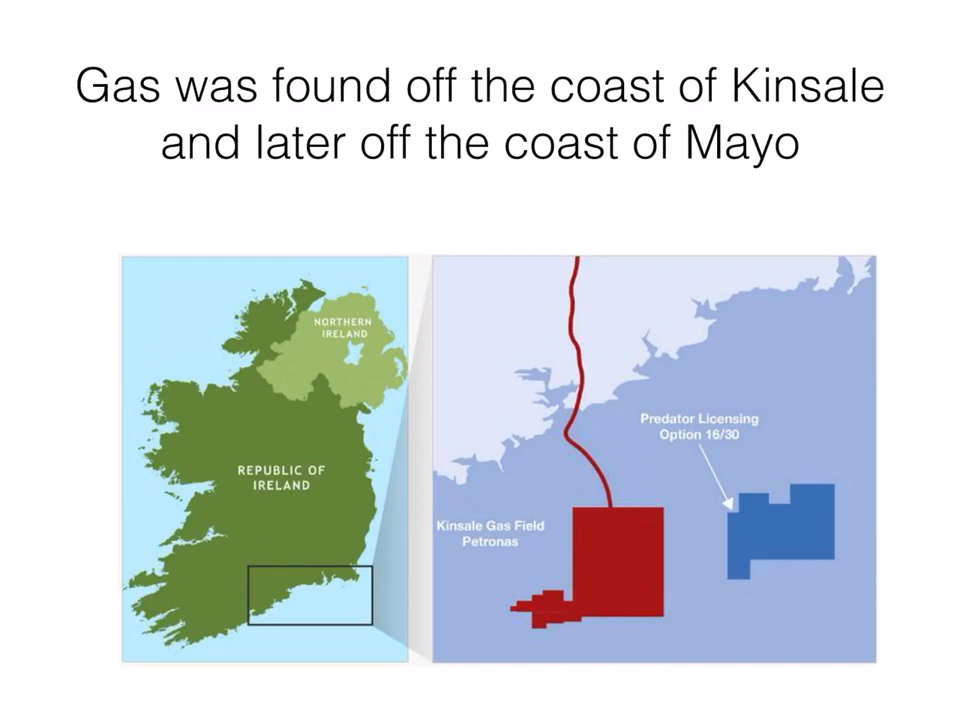 Gas was found off the coast of Kinsale
and later off the coast of Mayo
NORTHERN
IRELAND
REPUBLIC OF
IRELAND
Predator Licensing
Option 16/30
Kinsale Gas Field
Petronas